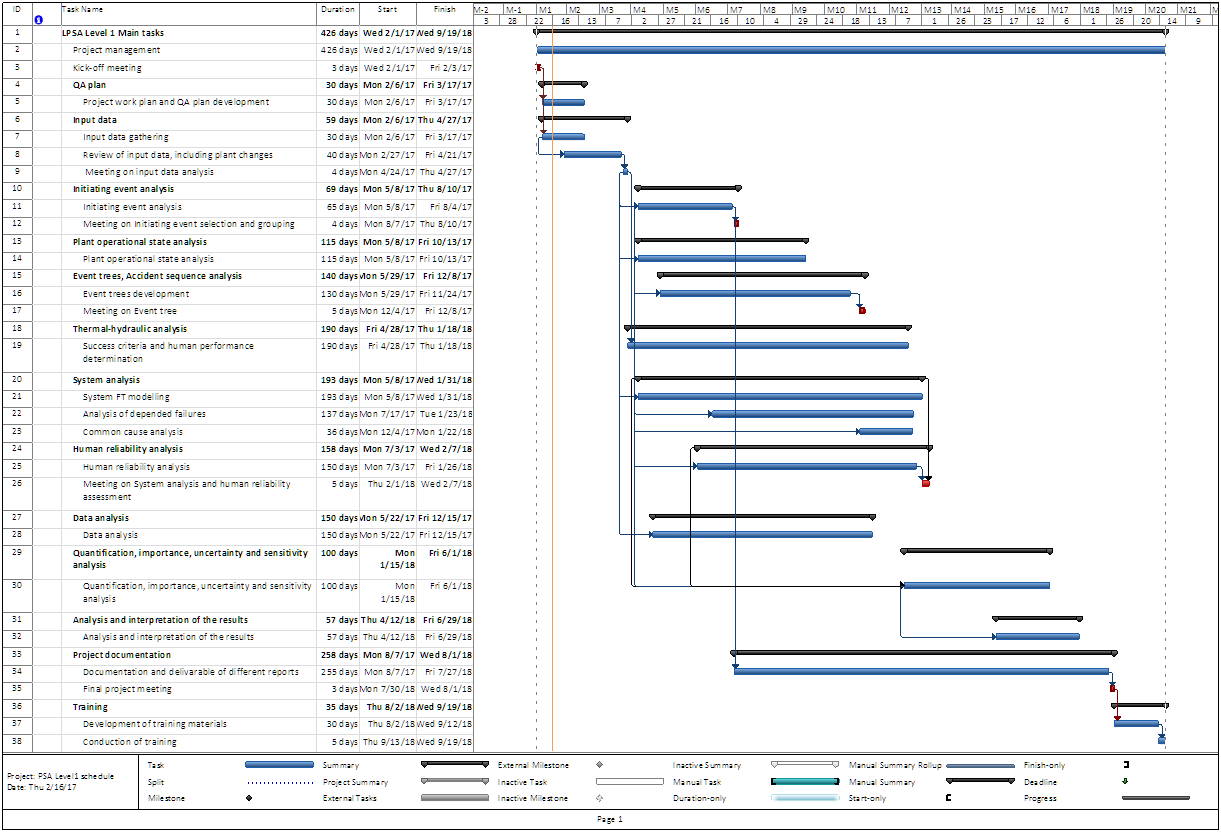 ID Task Name Duration Start Finish M-2 M-1 M1 M2 M3 M4 M5 M6 M7 M8 M9 M10 M11 M12 M13 M14 M15 M16 M17 M18 M19 M20 M21
3 28 22 16 13 7 2 27 21 16 10 4 29 23 18 12 7 1 26 23 17 12 6 1 26 20 14 9
1 LPSA Level 1 Main tasks 426 days Wed 2/1/17 Wed 9/19/18
2 Project management 426 days Wed 2/1/17 Wed 9/19/18
3 Kick-off meeting 3 days Wed 2/1/17 Fri 2/3/17
4 QA plan 30 days Mon 2/6/17 Fri 3/17/17
5 Project work plan and QA plan development 30 days Mon 2/6/17 Fri 3/17/17
6 Input data 59 days Mon 2/6/17 Thu 4/27/17
7 Input data gathering 30 days Mon 2/6/17 Fri 3/17/17
8 Review of input data, including plant changes 40 days Mon 2/27/17 Fri 4/21/17
9 Meeting on input data analysis 4 days Mon 4/24/17 Thu 4/27/17
10 Initiating event analysis 69 days Mon 5/8/17 Thu 8/10/17
11 Initiating event analysis 65 days Mon 5/8/17 Fri 8/4/17
12 Meeting on Initiating event selection and grouping 4 days Mon 8/7/17 Thu 8/10/17
13 Plant operational state analysis 115 days Mon 5/8/17 Fri 10/13/17
14 Plant operational state analysis 115 days Mon 5/8/17 Fri 10/13/17
15 Event trees, Accident sequence analysis 140 days Mon 5/29/17 Fri 12/8/17
16 Event trees development 130 days Mon 5/29/17 Fri 11/24/17
17 Meeting on Event tree 5 days Mon 12/4/17 Fri 12/8/17
18 Thermal-hydraulic analysis 190 days Fri 4/28/17 Thu 1/18/18
19 Success criteria and human performance 190 days Fri 4/28/17 Thu 1/18/18
determination
20 System analysis 193 days Mon 5/8/17 Wed 1/31/18
21 System FT modelling 193 days Mon 5/8/17 Wed 1/31/18
22 Analysis of depended failures 137 days Mon 7/17/17 Tue 1/23/18
23 Common cause analysis 36 days Mon 12/4/17 Mon 1/22/18
24 Human reliability analysis 158 days Mon 7/3/17 Wed 2/7/18
25 Human reliability analysis 150 days Mon 7/3/17 Fri 1/26/18
26 Meeting on System analysis and human reliability 5 days Thu 2/1/18 Wed 2/7/18
assessment
27 Data analysis 150 days Mon 5/22/17 Fri 12/15/17
28 Data analysis 150 days Mon 5/22/17 Fri 12/15/17
29 Quantification, importance, uncertainty and sensitivity 100 days Mon Fri 6/1/18
analysis 1/15/18
30 Quantification, importance, uncertainty and sensitivity 100 days Mon Fri 6/1/18
analysis 1/15/18
31 Analysis and interpretation of the results 57 days Thu 4/12/18 Fri 6/29/18
32 Analysis and interpretation of the results 57 days Thu 4/12/18 Fri 6/29/18
33 Project documentation 258 days Mon 8/7/17 Wed 8/1/18
34 Documentation and delivarable of different reports 255 days Mon 8/7/17 Fri 7/27/18
35 Final project meeting 3 days Mon 7/30/18 Wed 8/1/18
36 Training 35 days Thu 8/2/18 Wed 9/19/18
37 Development of training materials 30 days Thu 8/2/18 Wed 9/12/18
38 Conduction of training 5 days Thu 9/13/18 Wed 9/19/18
Project: PSA Level1 schedule
Date: Thu 2/16/17
Task Summary External Milestone Inactive Summary Manual Summary Rollup Finish-only
Split Project Summary Inactive Task Manual Task Manual Summary Deadline
Milestone External Tasks Inactive Milestone Duration-only Start-only Progress
Page 1